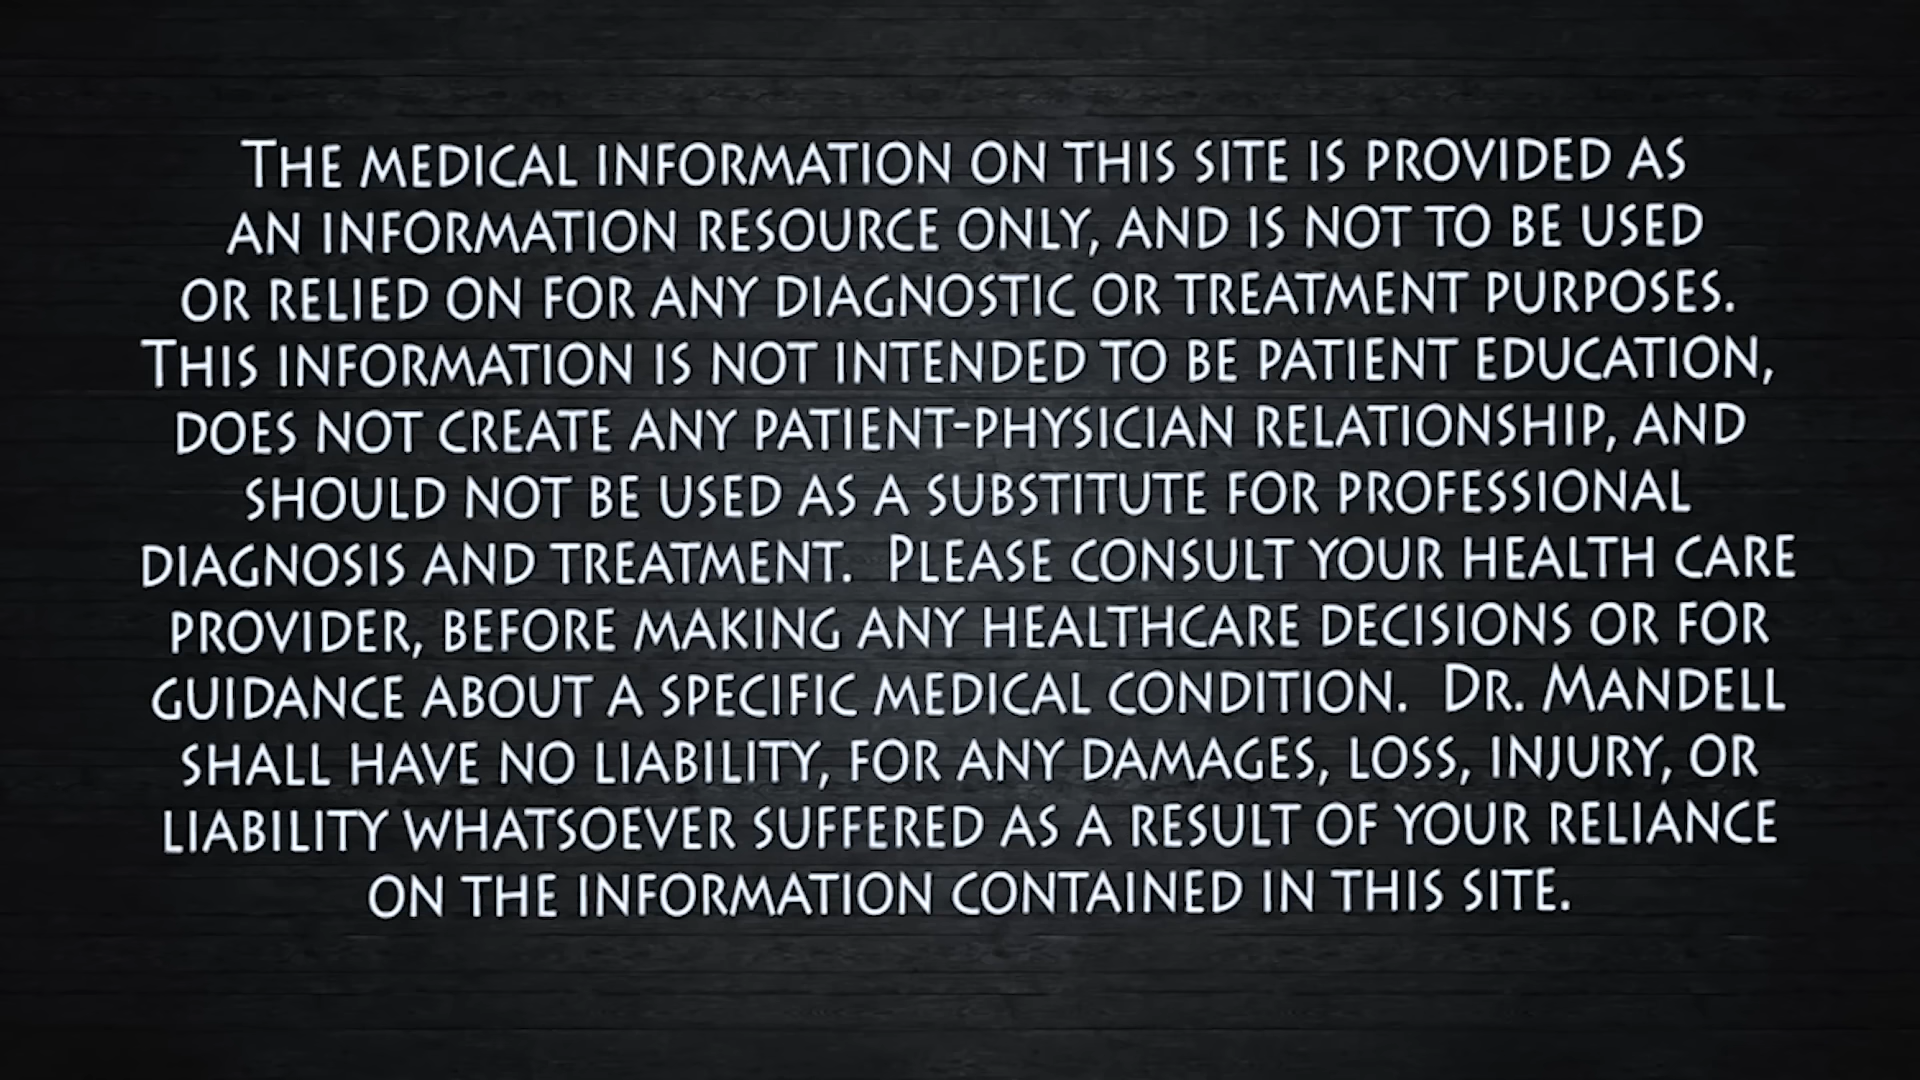 The medical information on this site is provided as
an information resource only, and is not to be used
or relied on for any diagnostic or treatment purposes.
This information is not intended to be patient education,
does not create any patient-physician relationship, and
should not be used as a substitute for professional
diagnosis and treatment.  Please consult your health care
provider, before making any healthcare decisions or for
guidance about a specific medical condition.  Dr. Mandell
shall have no liability, for any damages, loss, injury, or
liability whatsoever suffered as a result of your reliance
on the information contained in this site.